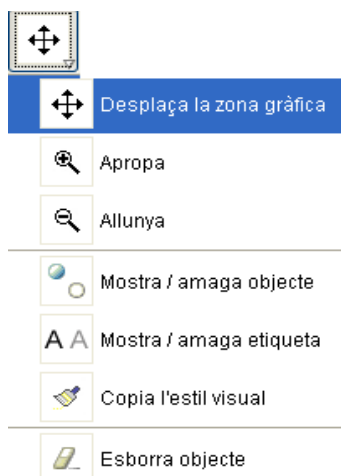 Desplaça la zona gràfica
Apropa
Allunya
Mostra / amaga objecte
A A Mostra / amaga etiqueta
Copia l'estil visual
Esborra objecte